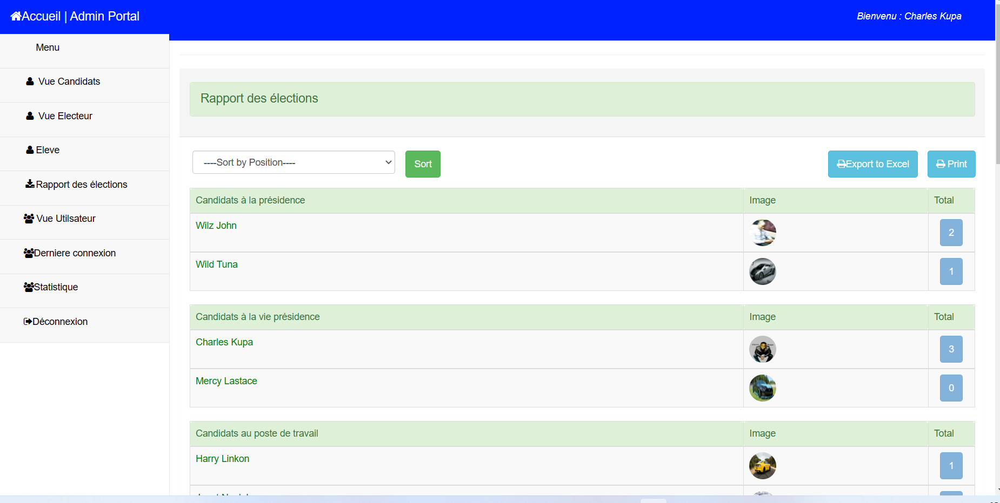 Accueil | Admin Portal
Bienvenu : Charles Kupa
Menu
Vue Candidats
Vue Electeur
Eleve
Rapport des élections
Vue Utilsateur
Derniere connexion
Statistique
Déconnexion
Rapport des élections
----Sort by Position----
Sort
Export to Excel
Print
Candidats à la présidence Image Total
Wilz John 2
Wild Tuna 1
Candidats à la vie présidence Image Total
Charles Kupa 3
Mercy Lastace 0
Candidats au poste de travail Image Total
Harry Linkon 1